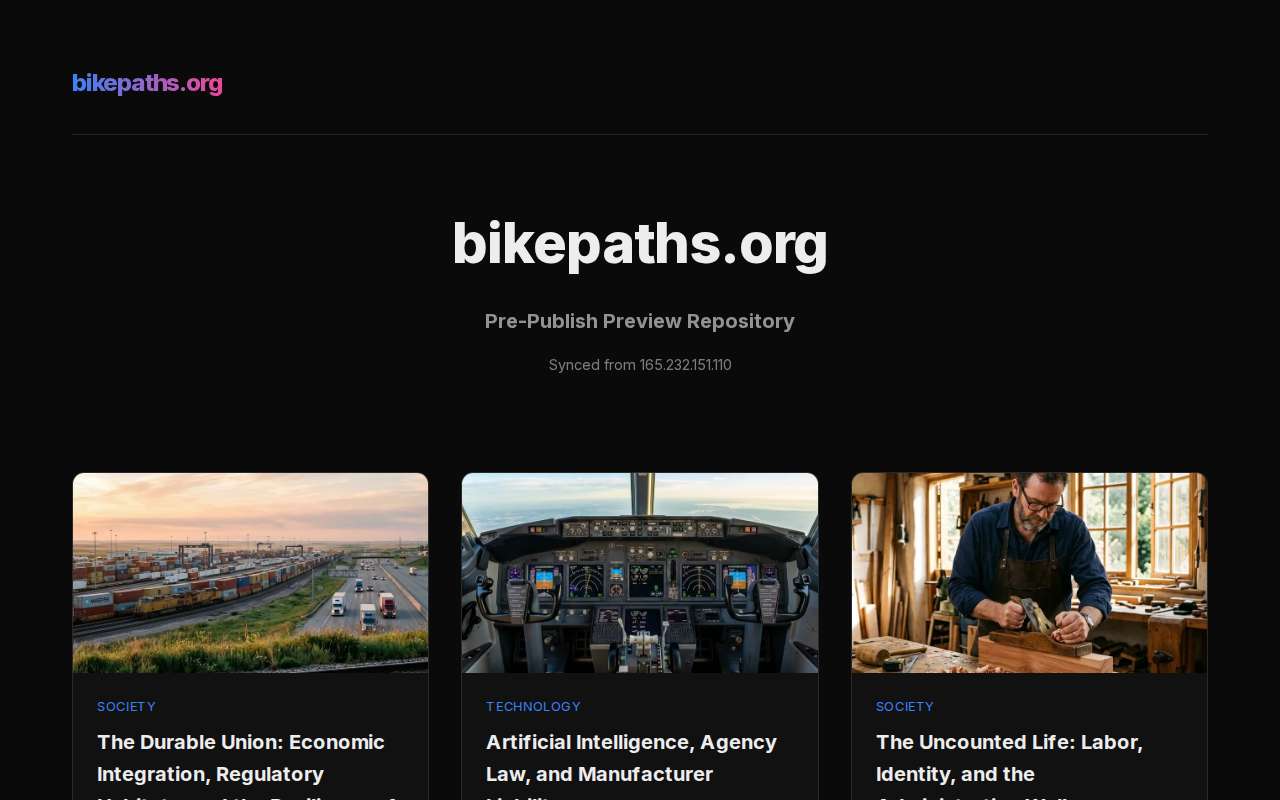 bikepaths.org
bikepaths.org
Pre-Publish Preview Repository
Synced from 165.232.151.110
SOCIETY
The Durable Union: Economic
Integration, Regulatory
TECHNOLOGY
Artificial Intelligence, Agency
Law, and Manufacturer
SOCIETY
The Uncounted Life: Labor,
Identity, and the